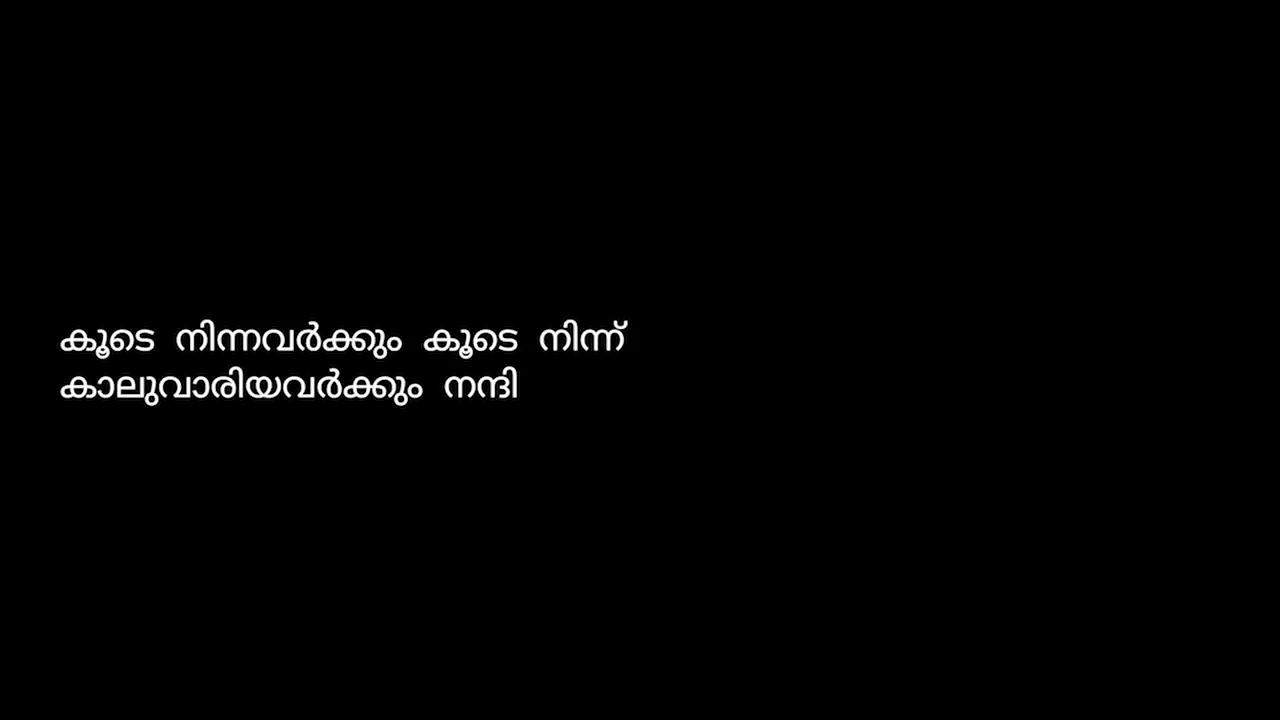 കൂടെ നിന്നവർക്കും കൂടെ നിന്ന്
കാലുവാരിയവർക്കും നന്ദി